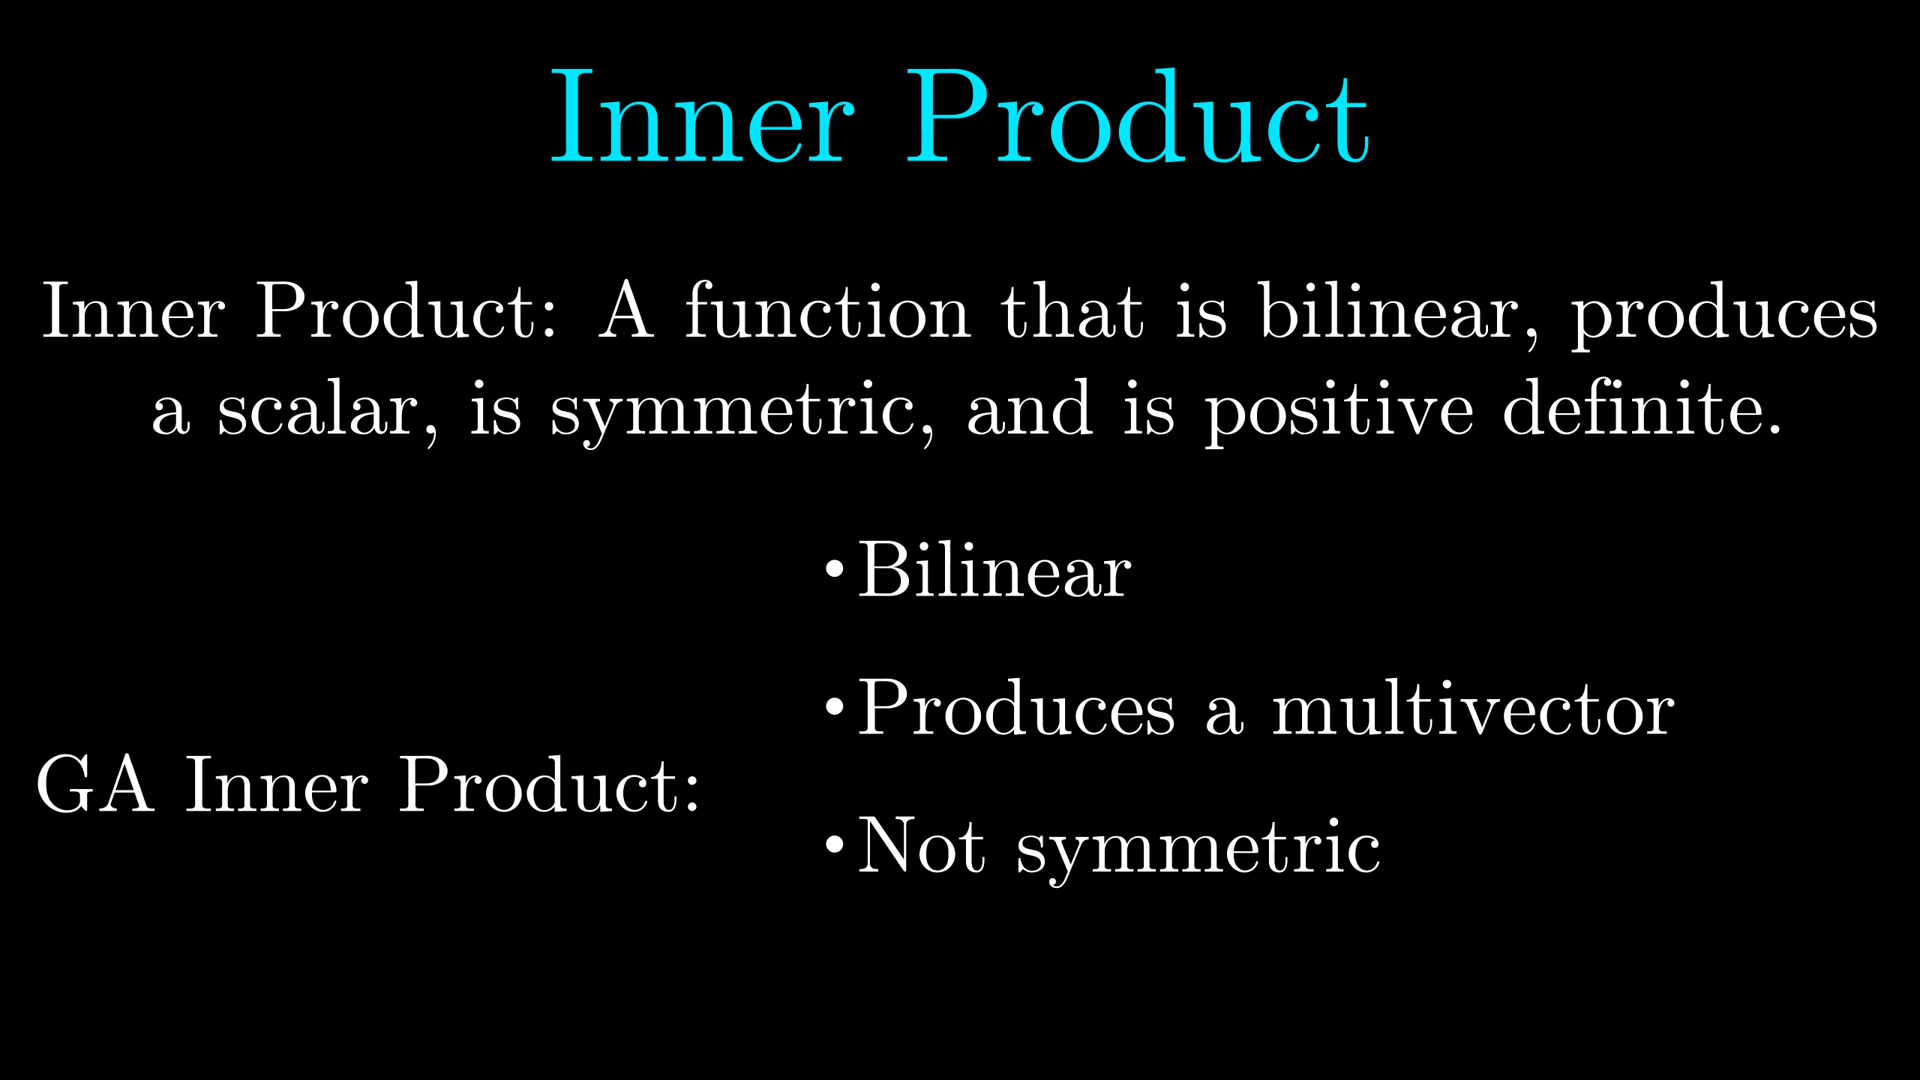 Inner Product
Inner Product: A function that is bilinear, produces
a scalar, is symmetric, and is positive definite.
GA Inner Product:
• Bilinear
• Produces a multivector
• Not symmetric